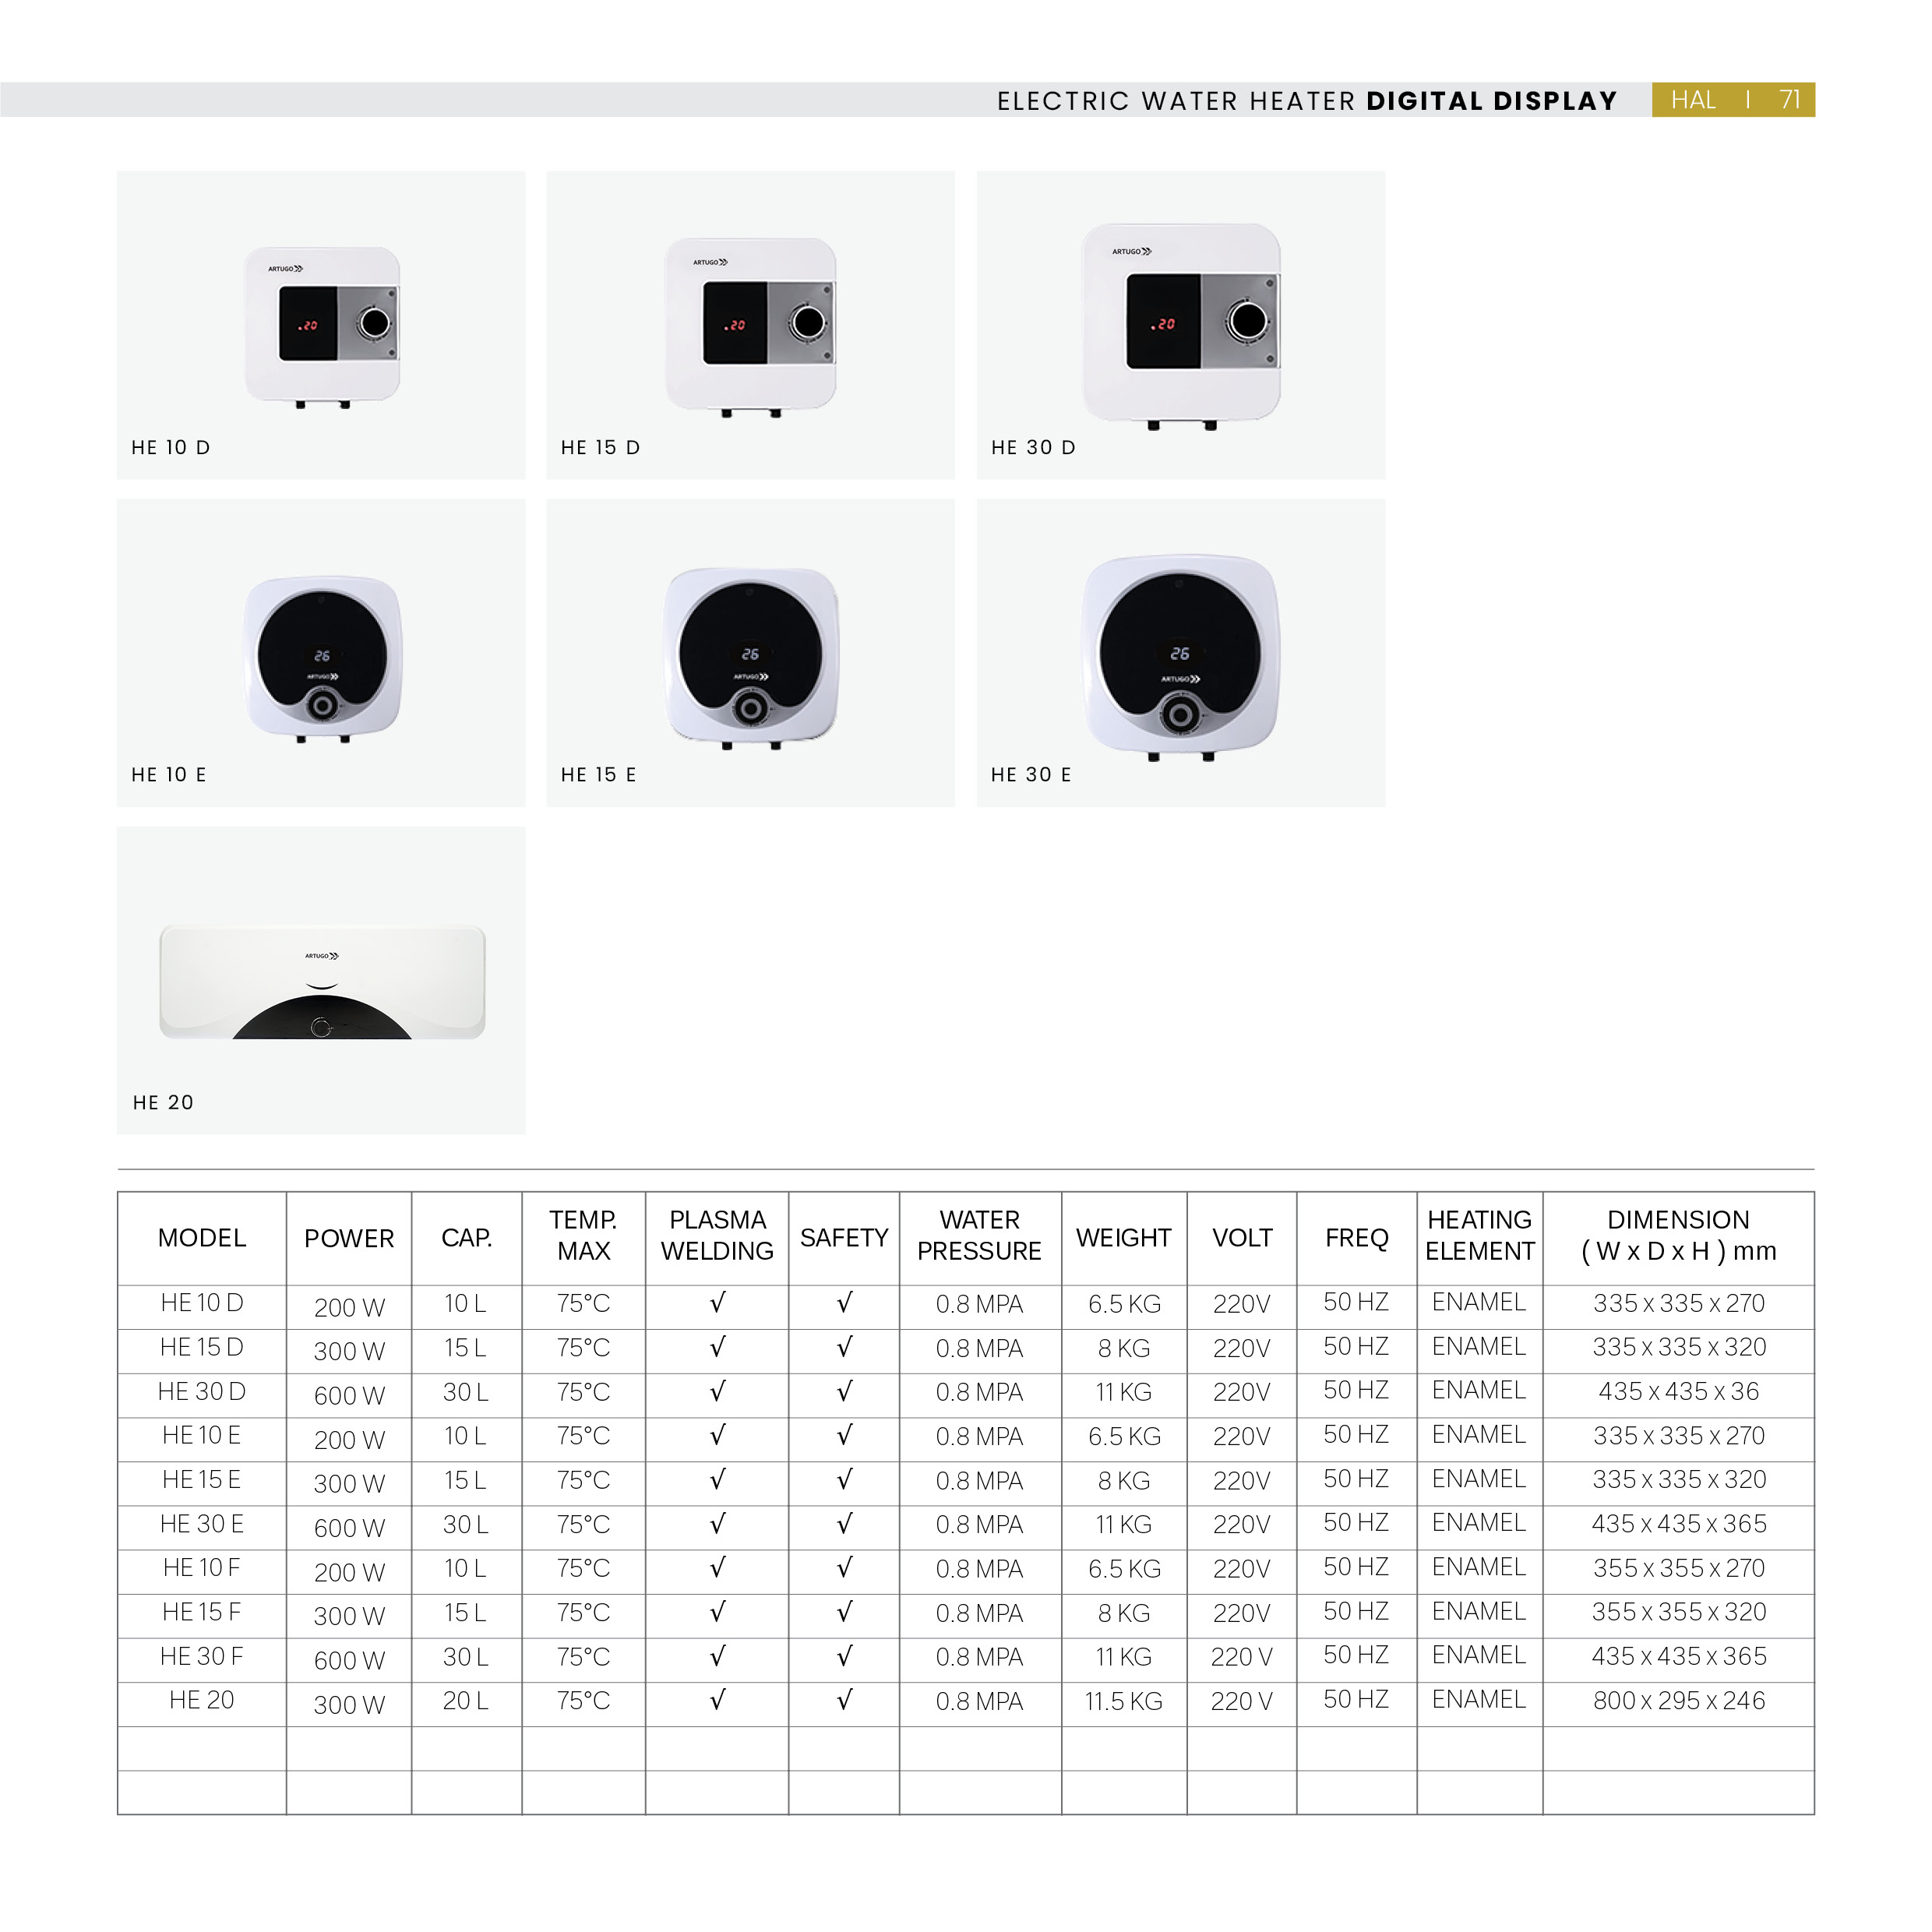 ELECTRIC WATER HEATER DIGITAL DISPLAY HAL | 71
ARTUGO
.20
HE 10 D
ARTUGO
.20
HE 15 D
ARTUGO
.20
HE 30 D
26
ARTUGO
HE 10 E
26
ARTUGO
HE 15 E
26
ARTUGO
HE 30 E
ARTUGO
HE 20
MODEL POWER CAP. TEMP. MAX PLASMA WELDING SAFETY WATER PRESSURE WEIGHT VOLT FREQ HEATING ELEMENT DIMENSION ( W x D x H ) mm
HE 10 D 200 W 10 L 75°C √ √ 0.8 MPA 6.5 KG 220V 50 HZ ENAMEL 335 x 335 x 270
HE 15 D 300 W 15 L 75°C √ √ 0.8 MPA 8 KG 220V 50 HZ ENAMEL 335 x 335 x 320
HE 30 D 600 W 30 L 75°C √ √ 0.8 MPA 11 KG 220V 50 HZ ENAMEL 435 x 435 x 36
HE 10 E 200 W 10 L 75°C √ √ 0.8 MPA 6.5 KG 220V 50 HZ ENAMEL 335 x 335 x 270
HE 15 E 300 W 15 L 75°C √ √ 0.8 MPA 8 KG 220V 50 HZ ENAMEL 335 x 335 x 320
HE 30 E 600 W 30 L 75°C √ √ 0.8 MPA 11 KG 220V 50 HZ ENAMEL 435 x 435 x 365
HE 10 F 200 W 10 L 75°C √ √ 0.8 MPA 6.5 KG 220V 50 HZ ENAMEL 355 x 355 x 270
HE 15 F 300 W 15 L 75°C √ √ 0.8 MPA 8 KG 220V 50 HZ ENAMEL 355 x 355 x 320
HE 30 F 600 W 30 L 75°C √ √ 0.8 MPA 11 KG 220 V 50 HZ ENAMEL 435 x 435 x 365
HE 20 300 W 20 L 75°C √ √ 0.8 MPA 11.5 KG 220 V 50 HZ ENAMEL 800 x 295 x 246